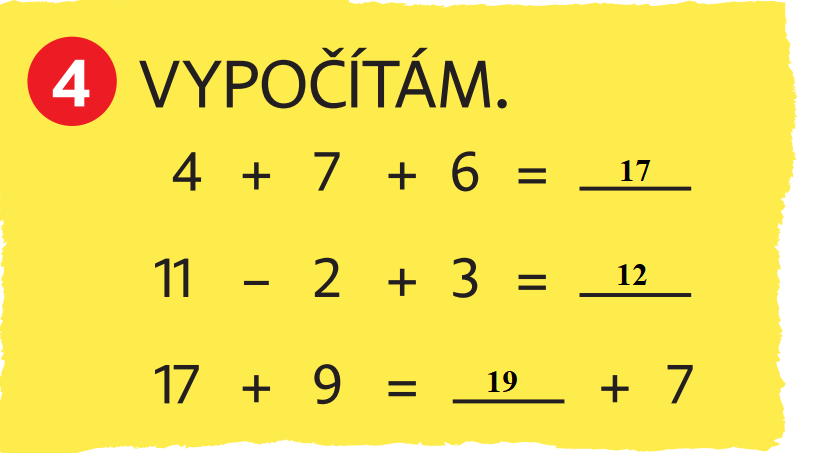 4 VYPOČÍTÁM.
4 + 7 + 6 = 17
11 – 2 + 3 = 12
17 + 9 = 19 + 7